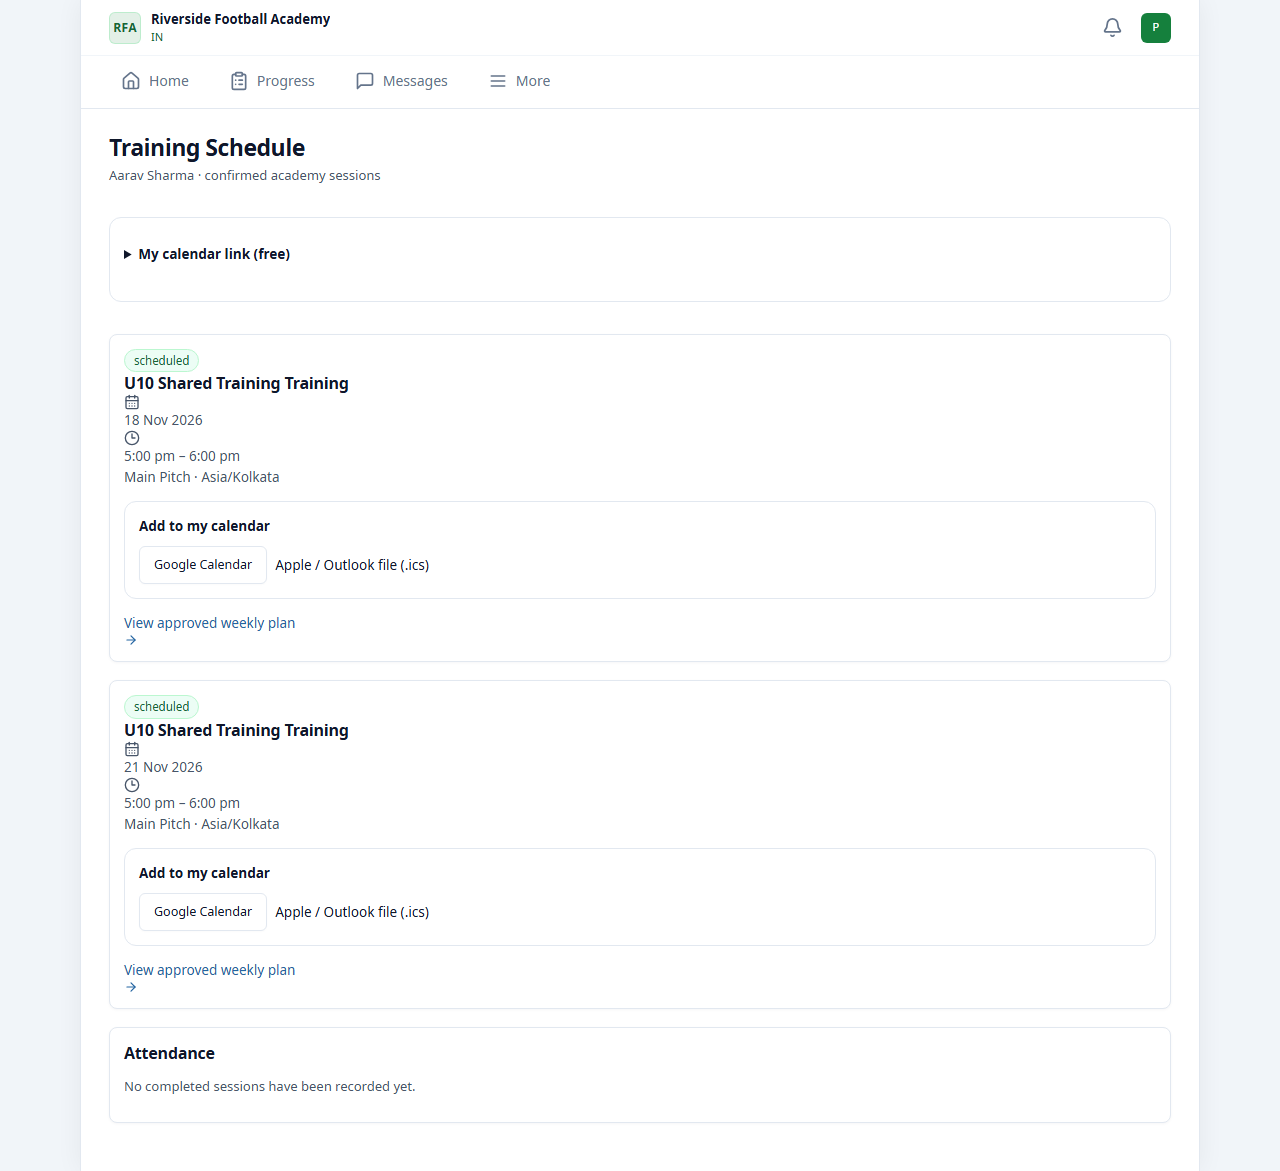 RFA
Riverside Football Academy
IN
P
Home
Progress
Messages
More
Training Schedule
Aarav Sharma · confirmed academy sessions
My calendar link (free)
scheduled
U10 Shared Training Training
18 Nov 2026
5:00 pm – 6:00 pm
Main Pitch · Asia/Kolkata
Add to my calendar
Google Calendar
Apple / Outlook file (.ics)
View approved weekly plan
scheduled
U10 Shared Training Training
21 Nov 2026
5:00 pm – 6:00 pm
Main Pitch · Asia/Kolkata
Add to my calendar
Google Calendar
Apple / Outlook file (.ics)
View approved weekly plan
Attendance
No completed sessions have been recorded yet.